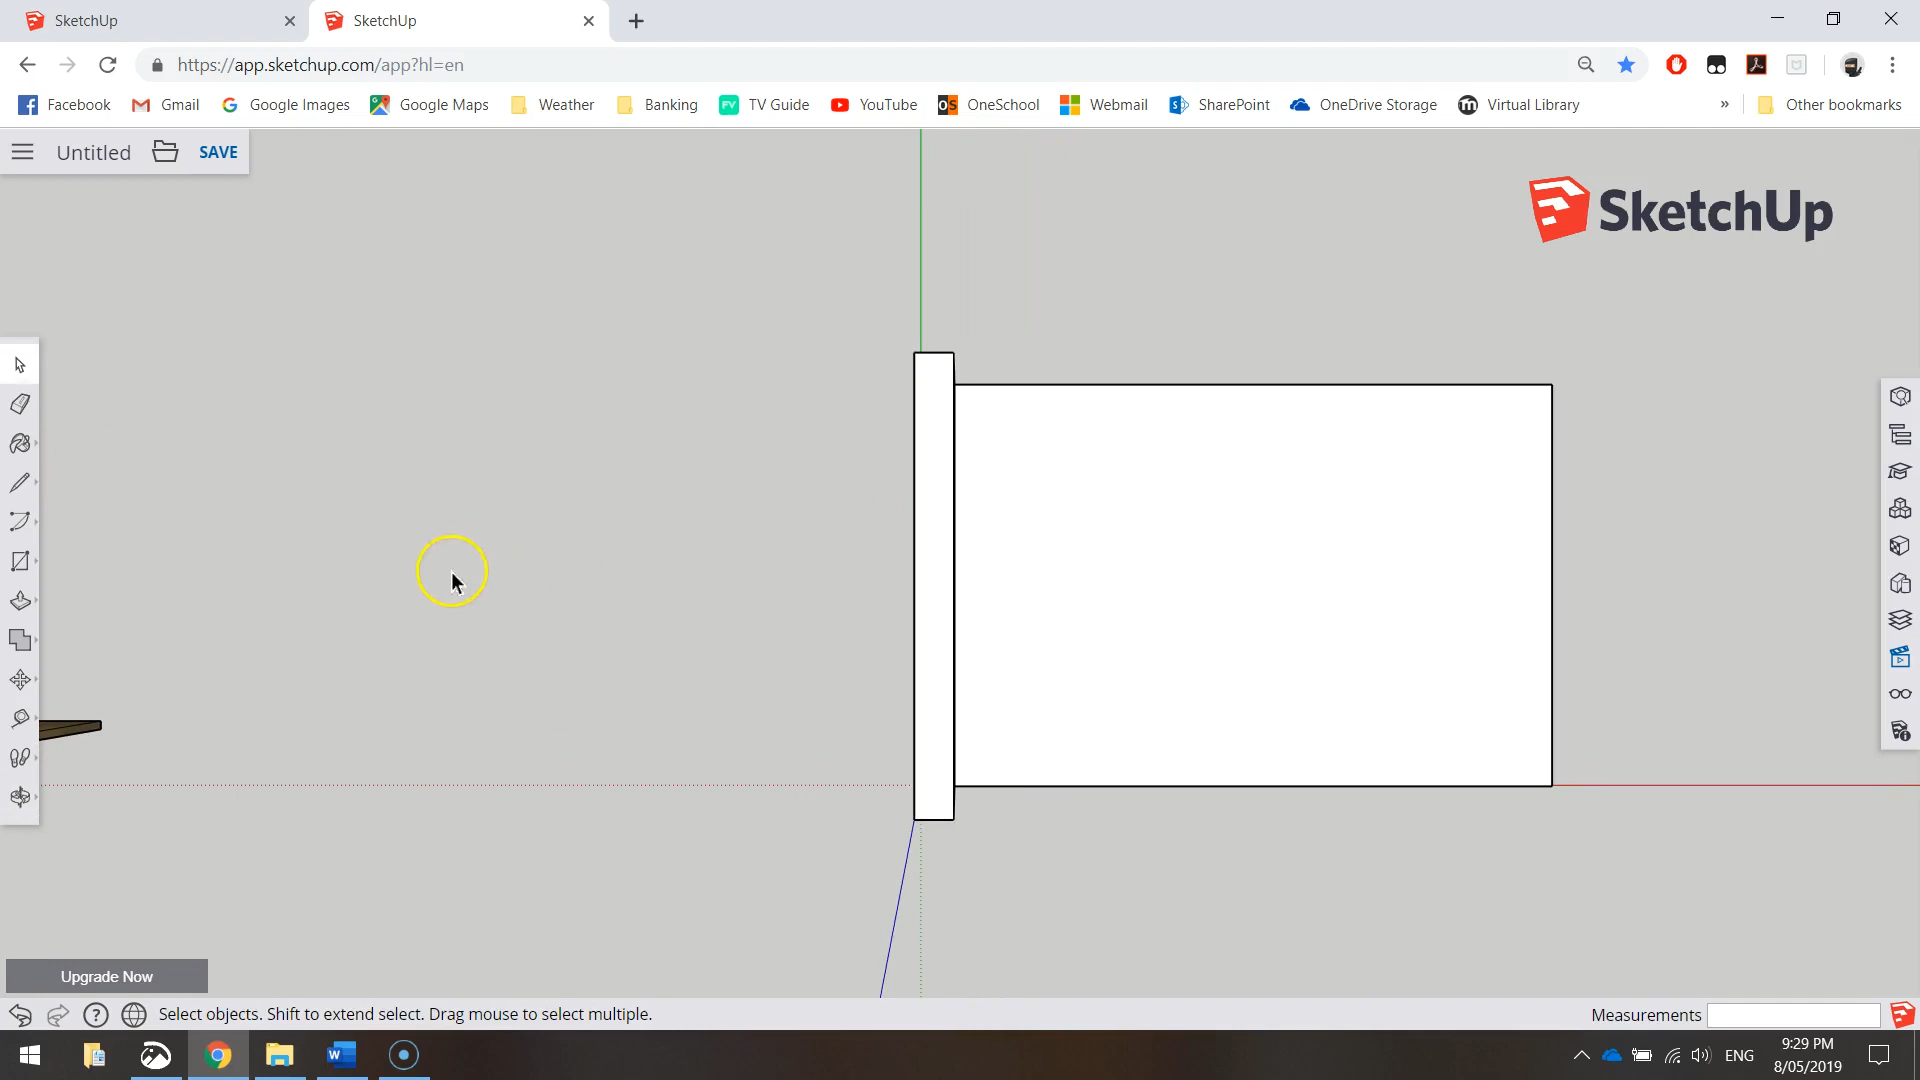 SketchUp
SketchUp
https://app.sketchup.com/app?hl=en
Facebook Gmail Google Images Google Maps Weather Banking TV Guide YouTube OneSchool Webmail SharePoint OneDrive Storage Virtual Library » Other bookmarks
Untitled SAVE
SketchUp
Upgrade Now
Select objects. Shift to extend select. Drag mouse to select multiple.
Measurements
ENG
9:29 PM
8/05/2019